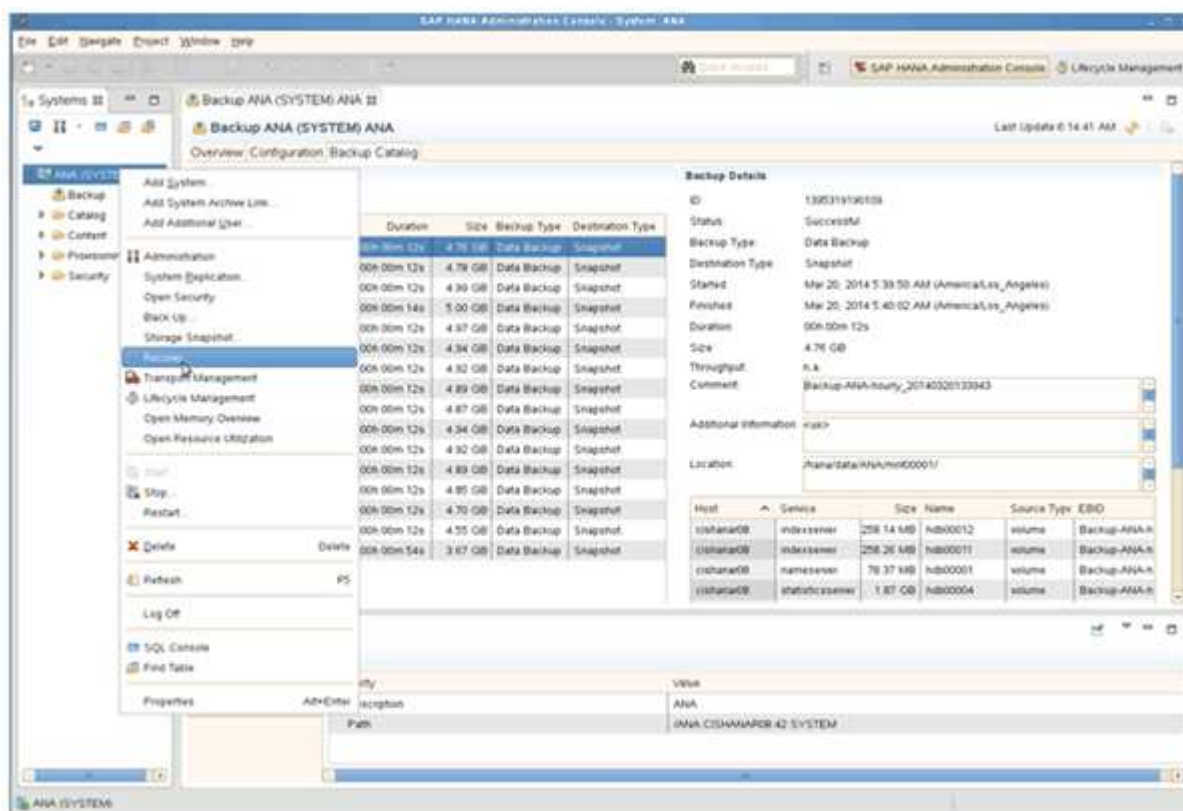 SAP HANA Administration Console - System: ANA
File Edit Navigate Project Window Help
SAP HANA Administration Console Lifecycle Management
Systems
Backup ANA (SYSTEM) ANA
Backup ANA (SYSTEM) ANA
Last Update 6:14:41 AM
Overview Configuration Backup Catalog
ANA (SYSTE
Backup
Catalog
Content
Provisionin
Security
Add System...
Add System Archive Link...
Add Additional User...
Administration
System Replication...
Open Security
Back Up...
Storage Snapshot...
Recover...
Transport Management
Lifecycle Management
Open Memory Overview
Open Resource Utilization
Start
Stop...
Restart...
Delete Delete
Refresh F5
Log Off
SQL Console
Find Table
Properties Alt+Enter
Duration Size Backup Type Destination Type
00h 00m 12s 4.76 GB Data Backup Snapshot
00h 00m 12s 4.79 GB Data Backup Snapshot
00h 00m 12s 4.99 GB Data Backup Snapshot
00h 00m 14s 5.00 GB Data Backup Snapshot
00h 00m 12s 4.97 GB Data Backup Snapshot
00h 00m 12s 4.94 GB Data Backup Snapshot
00h 00m 12s 4.92 GB Data Backup Snapshot
00h 00m 12s 4.89 GB Data Backup Snapshot
00h 00m 12s 4.87 GB Data Backup Snapshot
00h 00m 12s 4.94 GB Data Backup Snapshot
00h 00m 12s 4.92 GB Data Backup Snapshot
00h 00m 12s 4.89 GB Data Backup Snapshot
00h 00m 12s 4.85 GB Data Backup Snapshot
00h 00m 12s 4.70 GB Data Backup Snapshot
00h 00m 12s 4.55 GB Data Backup Snapshot
00h 00m 54s 3.67 GB Data Backup Snapshot
Backup Details
ID
Status Successful
Backup Type Data Backup
Destination Type Snapshot
Started Mar 20, 2014 5:39:50 AM (America/Los_Angeles)
Finished Mar 20, 2014 5:40:02 AM (America/Los_Angeles)
Duration 00h 00m 12s
Size 4.76 GB
Throughput n.a.
Comment Backup-ANA-hourly_20140320133943
Additional Information <ok>
Location /hana/data/ANA/mnt00001/
Host Service Size Name Source Type EBID
cishanar08 indexserver 258.14 MB hdb00012 volume Backup-ANA-h
cishanar08 indexserver 258.26 MB hdb00011 volume Backup-ANA-h
cishanar08 nameserver 78.37 MB hdb00001 volume Backup-ANA-h
cishanar08 statisticsserver 1.87 GB hdb00004 volume Backup-ANA-h
rty Value
escription ANA
Path /ANA CISHANAR08 42 SYSTEM
ANA (SYSTEM)